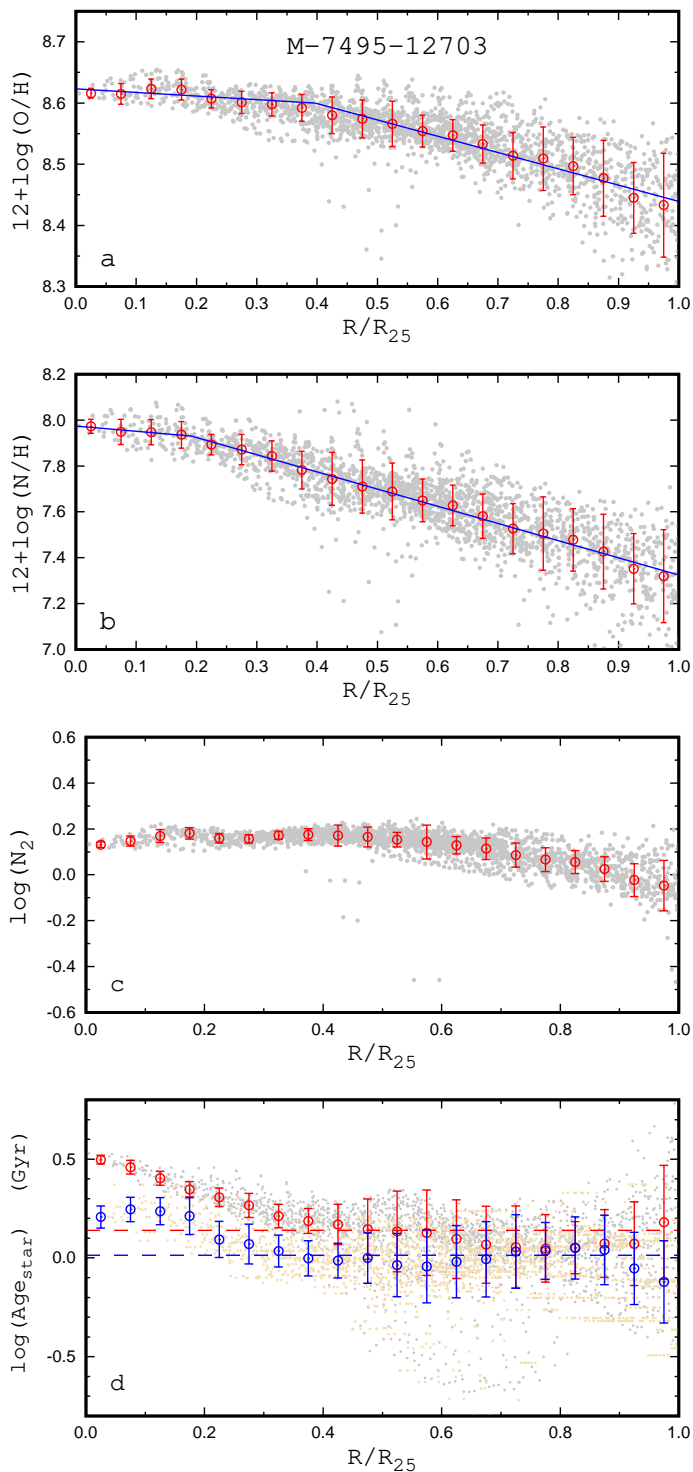 M-7495-12703
12+log(O/H)
8.7
8.6
8.5
8.4
8.3
a
0.0 0.1 0.2 0.3 0.4 0.5 0.6 0.7 0.8 0.9 1.0
R/R25
12+log(N/H)
8.2
8.0
7.8
7.6
7.4
7.2
7.0
b
0.0 0.1 0.2 0.3 0.4 0.5 0.6 0.7 0.8 0.9 1.0
R/R25
log(N2)
0.6
0.4
0.2
0.0
-0.2
-0.4
-0.6
c
0.0 0.2 0.4 0.6 0.8 1.0
R/R25
log(Agestar) (Gyr)
0.5
0.0
-0.5
d
0.0 0.2 0.4 0.6 0.8 1.0
R/R25